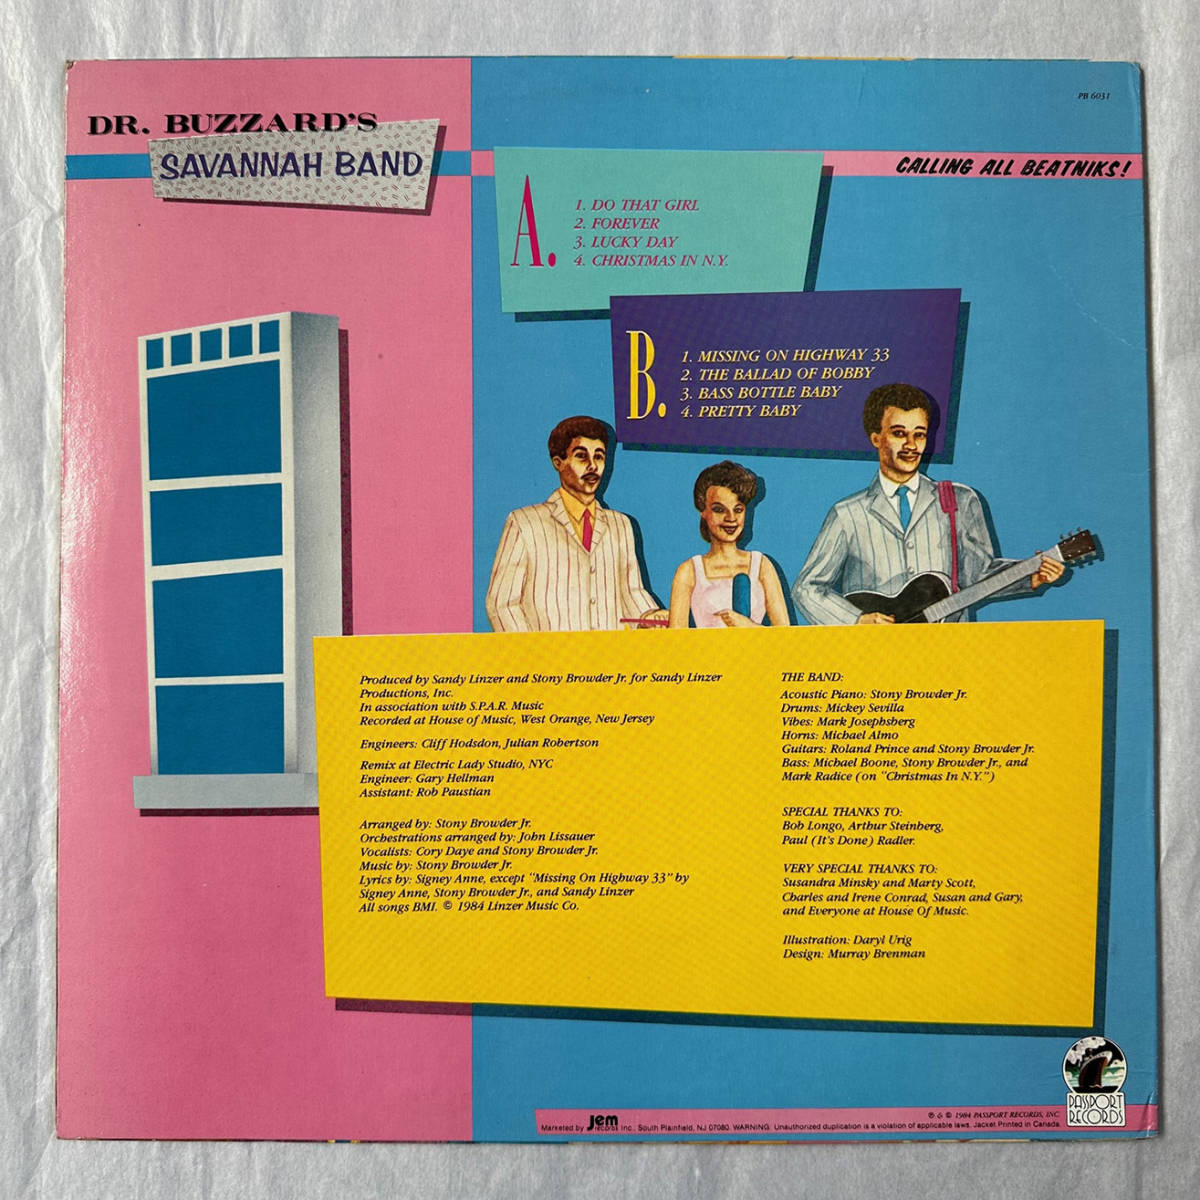 PB 6031
DR. BUZZARD'S
SAVANNAH BAND
CALLING ALL BEATNIKS!
A.
1. DO THAT GIRL
2. FOREVER
3. LUCKY DAY
4. CHRISTMAS IN N.Y.
B.
1. MISSING ON HIGHWAY 33
2. THE BALLAD OF BOBBY
3. BASS BOTTLE BABY
4. PRETTY BABY
Produced by Sandy Linzer and Stony Browder Jr. for Sandy Linzer
Productions, Inc.
In association with S.P.A.R. Music
Recorded at House of Music, West Orange, New Jersey
Engineers: Cliff Hodsdon, Julian Robertson
Remix at Electric Lady Studio, NYC
Engineer: Gary Hellman
Assistant: Rob Paustian
Arranged by: Stony Browder Jr.
Orchestrations arranged by: John Lissauer
Vocalists: Cory Daye and Stony Browder Jr.
Music by: Stony Browder Jr.
Lyrics by: Signey Anne, except "Missing On Highway 33" by
Signey Anne, Stony Browder Jr., and Sandy Linzer
All songs BMI. © 1984 Linzer Music Co.
THE BAND:
Acoustic Piano: Stony Browder Jr.
Drums: Mickey Sevilla
Vibes: Mark Josephsberg
Horns: Michael Almo
Guitars: Roland Prince and Stony Browder Jr.
Bass: Michael Boone, Stony Browder Jr., and
Mark Radice (on "Christmas In N.Y.")
SPECIAL THANKS TO:
Bob Longo, Arthur Steinberg,
Paul (It's Done) Radler.
VERY SPECIAL THANKS TO:
Susandra Minsky and Marty Scott,
Charles and Irene Conrad, Susan and Gary,
and Everyone at House Of Music.
Illustration: Daryl Urig
Design: Murray Brenman
℗ & © 1984 PASSPORT RECORDS, INC.
Marketed by jem records Inc., South Plainfield, NJ 07080. WARNING: Unauthorized duplication is a violation of applicable laws. Jacket Printed in Canada.
PASSPORT
RECORDS